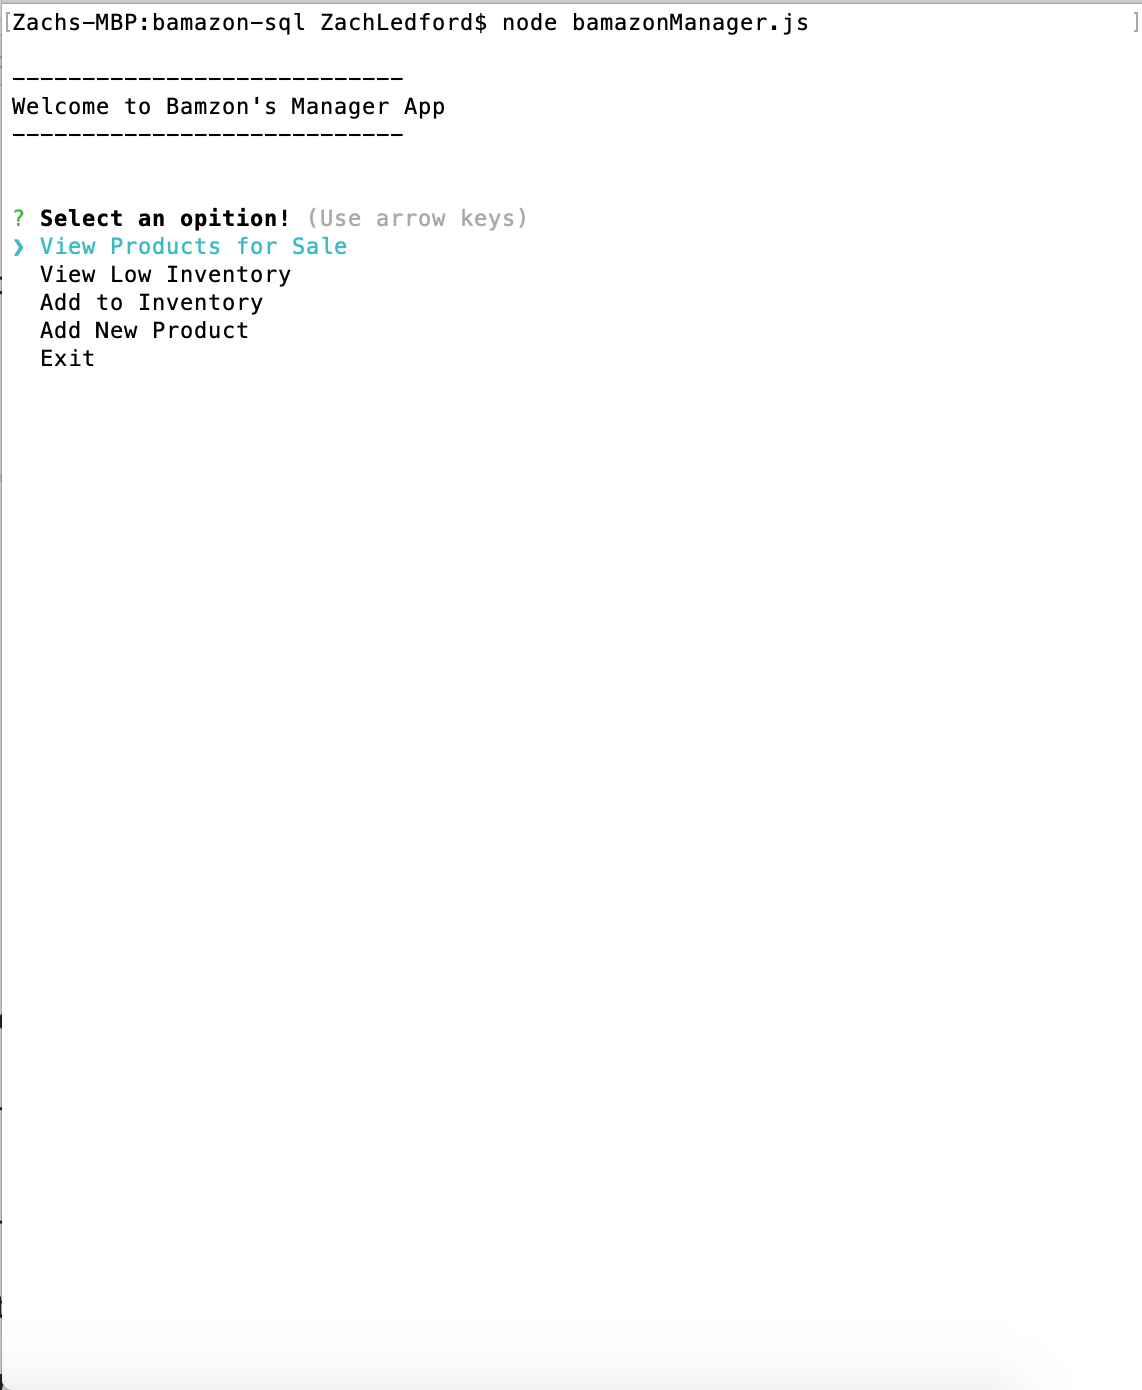 [Zachs-MBP:bamazon-sql ZachLedford$ node bamazonManager.js ]
----------------------------
Welcome to Bamzon's Manager App
----------------------------
? Select an opition! (Use arrow keys)
❯ View Products for Sale
View Low Inventory
Add to Inventory
Add New Product
Exit